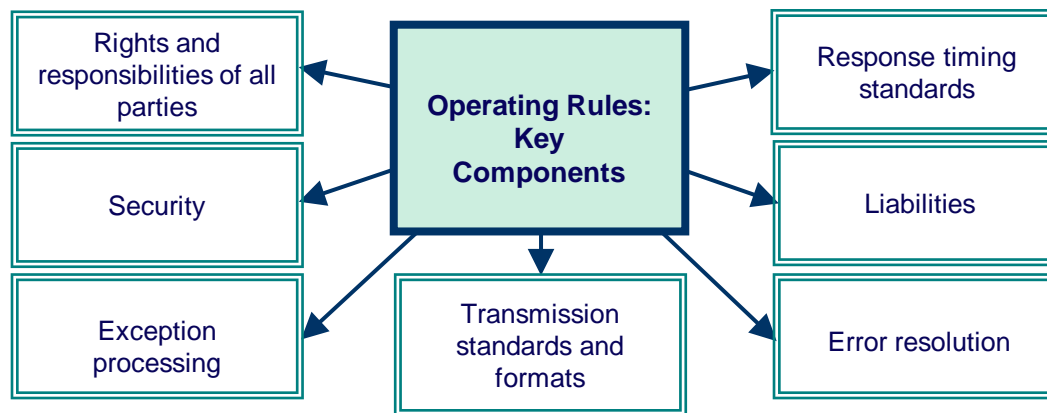 Rights and
responsibilities of all
parties
Operating Rules:
Key
Components
Response timing
standards
Security
Liabilities
Exception
processing
Transmission
standards and
formats
Error resolution